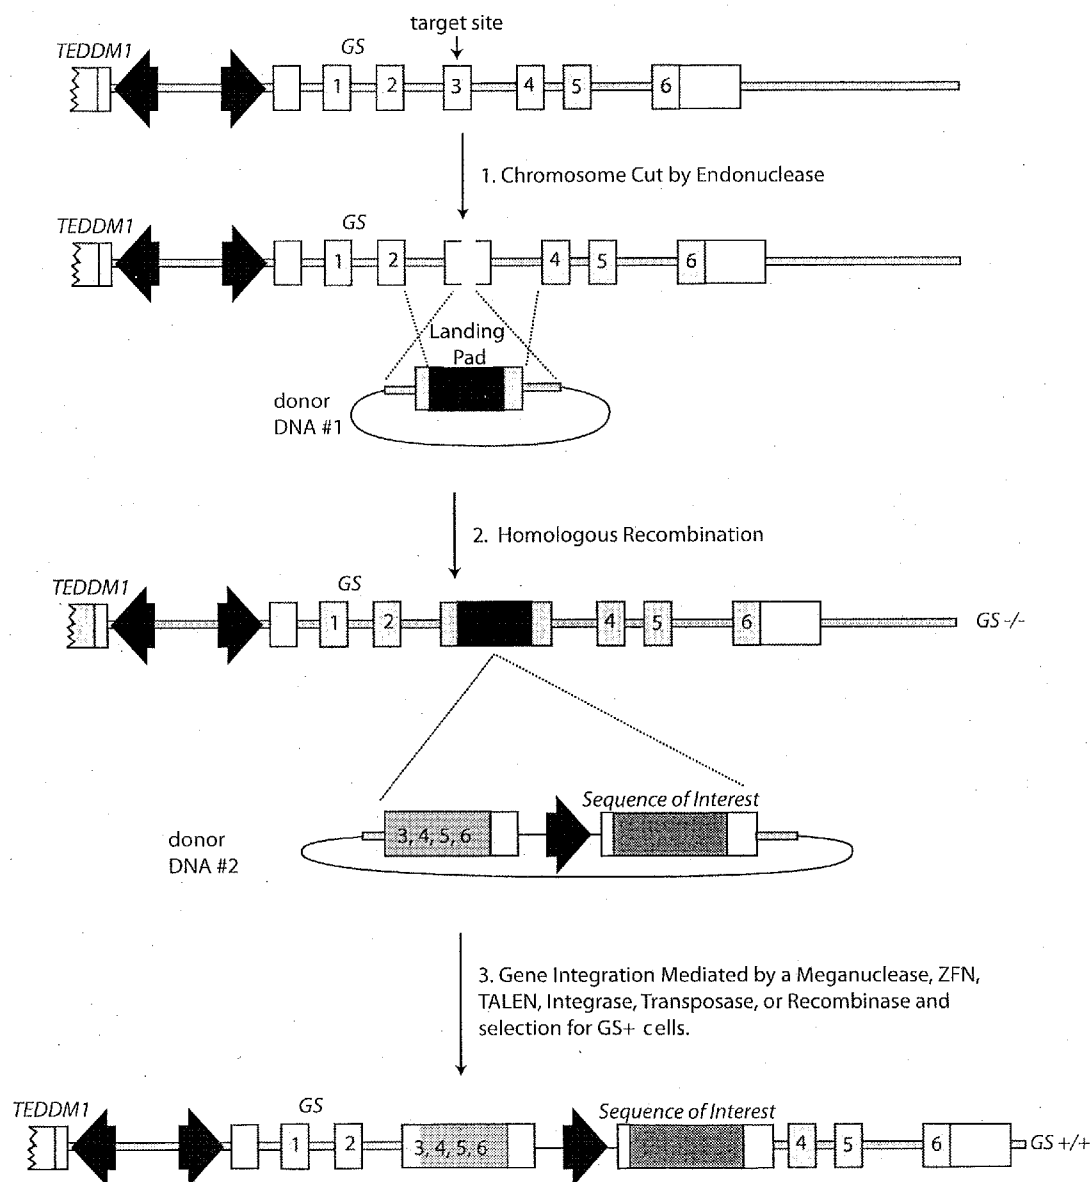 target site
TEDDM1
GS
1 2 3 4 5 6
1. Chromosome Cut by Endonuclease
TEDDM1
GS
1 2 4 5 6
Landing
Pad
donor
DNA #1
2. Homologous Recombination
TEDDM1
GS
1 2 4 5 6
GS -/-
Sequence of Interest
3, 4, 5, 6
donor
DNA #2
3. Gene Integration Mediated by a Meganuclease, ZFN,
TALEN, Integrase, Transposase, or Recombinase and
selection for GS+ cells.
TEDDM1
GS
Sequence of Interest
1 2 3, 4, 5, 6 4 5 6
GS +/+